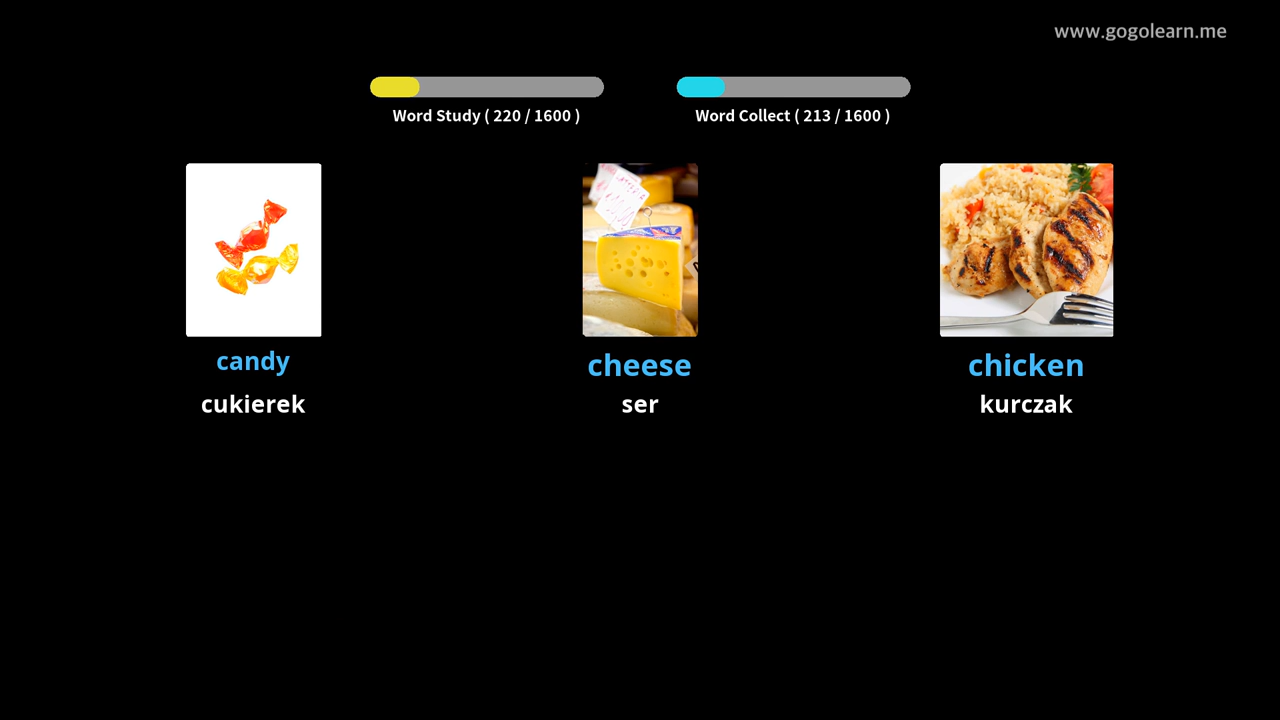 www.gogolearn.me
Word Study ( 220 / 1600 )
Word Collect ( 213 / 1600 )
candy
cheese
chicken
cukierek
ser
kurczak